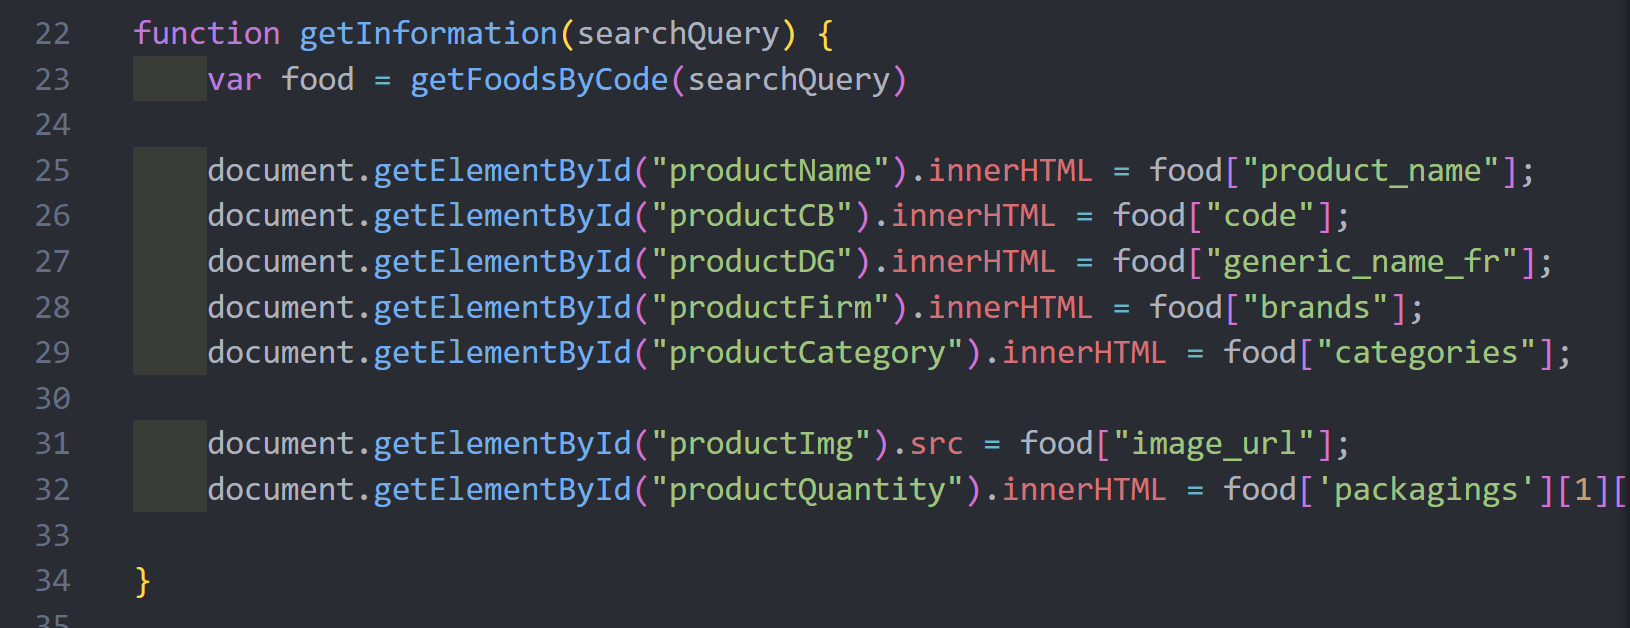 22 function getInformation(searchQuery) {
23 var food = getFoodsByCode(searchQuery)
24
25 document.getElementById("productName").innerHTML = food["product_name"];
26 document.getElementById("productCB").innerHTML = food["code"];
27 document.getElementById("productDG").innerHTML = food["generic_name_fr"];
28 document.getElementById("productFirm").innerHTML = food["brands"];
29 document.getElementById("productCategory").innerHTML = food["categories"];
30
31 document.getElementById("productImg").src = food["image_url"];
32 document.getElementById("productQuantity").innerHTML = food['packagings'][1][
33
34 }
35